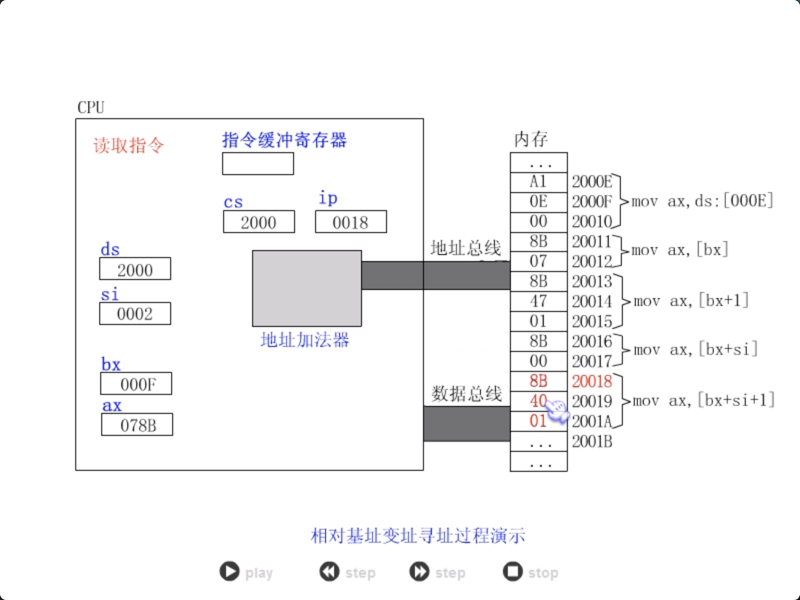 CPU
读取指令
指令缓冲寄存器
cs
ip
2000
0018
ds
2000
si
0002
地址加法器
bx
000F
ax
078B
地址总线
数据总线
内存
...
A1 2000E
0E 2000F mov ax,ds:[000E]
00 20010
8B 20011
07 20012 mov ax,[bx]
8B 20013
47 20014 mov ax,[bx+1]
01 20015
8B 20016
00 20017 mov ax,[bx+si]
8B 20018
40 20019 mov ax,[bx+si+1]
01 2001A
... 2001B
...
相对基址变址寻址过程演示
play step step stop